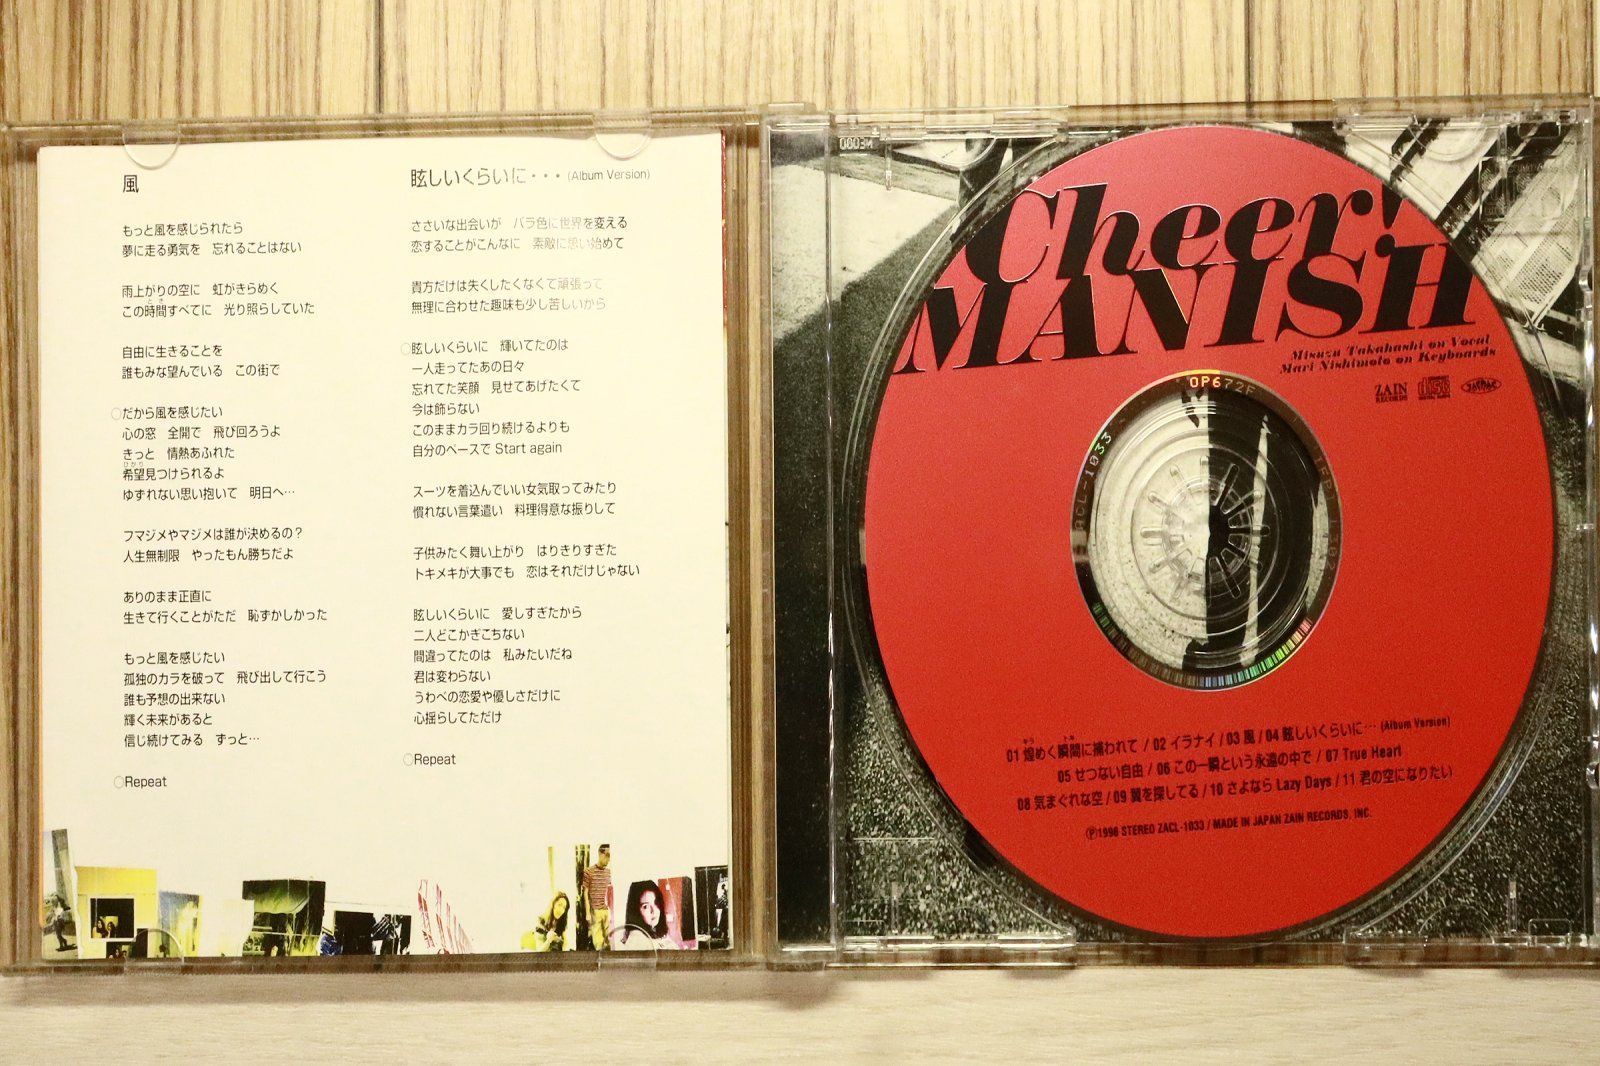 風
もっと風を感じられたら
夢に走る勇気を　忘れることはない
雨上がりの空に　虹がきらめく
とき
この時間すべてに　光り照らしていた
自由に生きることを
誰もみな望んでいる　この街で
○だから風を感じたい
心の窓　全開で　飛び回ろうよ
きっと　情熱あふれた
ひかり
希望見つけられるよ
ゆずれない思い抱いて　明日へ…
フマジメやマジメは誰が決めるの？
人生無制限　やったもん勝ちだよ
ありのまま正直に
生きて行くことがただ　恥ずかしかった
もっと風を感じたい
孤独のカラを破って　飛び出して行こう
誰も予想の出来ない
輝く未来があると
信じ続けてみる　ずっと…
○Repeat
眩しいくらいに・・・(Album Version)
ささいな出会いが　バラ色に世界を変える
恋することがこんなに　素敵に思い始めて
貴方だけは失くしたくなくて頑張って
無理に合わせた趣味も少し苦しいから
○眩しいくらいに　輝いてたのは
一人走ってたあの日々
忘れてた笑顔　見せてあげたくて
今は飾らない
このままカラ回り続けるよりも
自分のペースで Start again
スーツを着込んでいい女気取ってみたり
慣れない言葉遣い　料理得意な振りして
子供みたく舞い上がり　はりきりすぎた
トキメキが大事でも　恋はそれだけじゃない
眩しいくらいに　愛しすぎたから
二人どこかぎこちない
間違ってたのは　私みたいだね
君は変わらない
うわべの恋愛や優しさだけに
心揺らしてただけ
○Repeat
Cheer!
MANISH
Misuzu Takahashi on Vocal
Mari Nishimoto on Keyboards
ZAIN
RECORDS
disc
JASRAC
OP672F
ZACL-1033
きら　とき
01 煌めく瞬間に捕われて / 02 イラナイ / 03 風 / 04 眩しいくらいに… (Album Version)
05 せつない自由 / 06 この一瞬という永遠の中で / 07 True Heart
08 気まぐれな空 / 09 翼を探してる / 10 さよなら Lazy Days / 11 君の空になりたい
Ⓟ1996 STEREO ZACL-1033 / MADE IN JAPAN ZAIN RECORDS, INC.